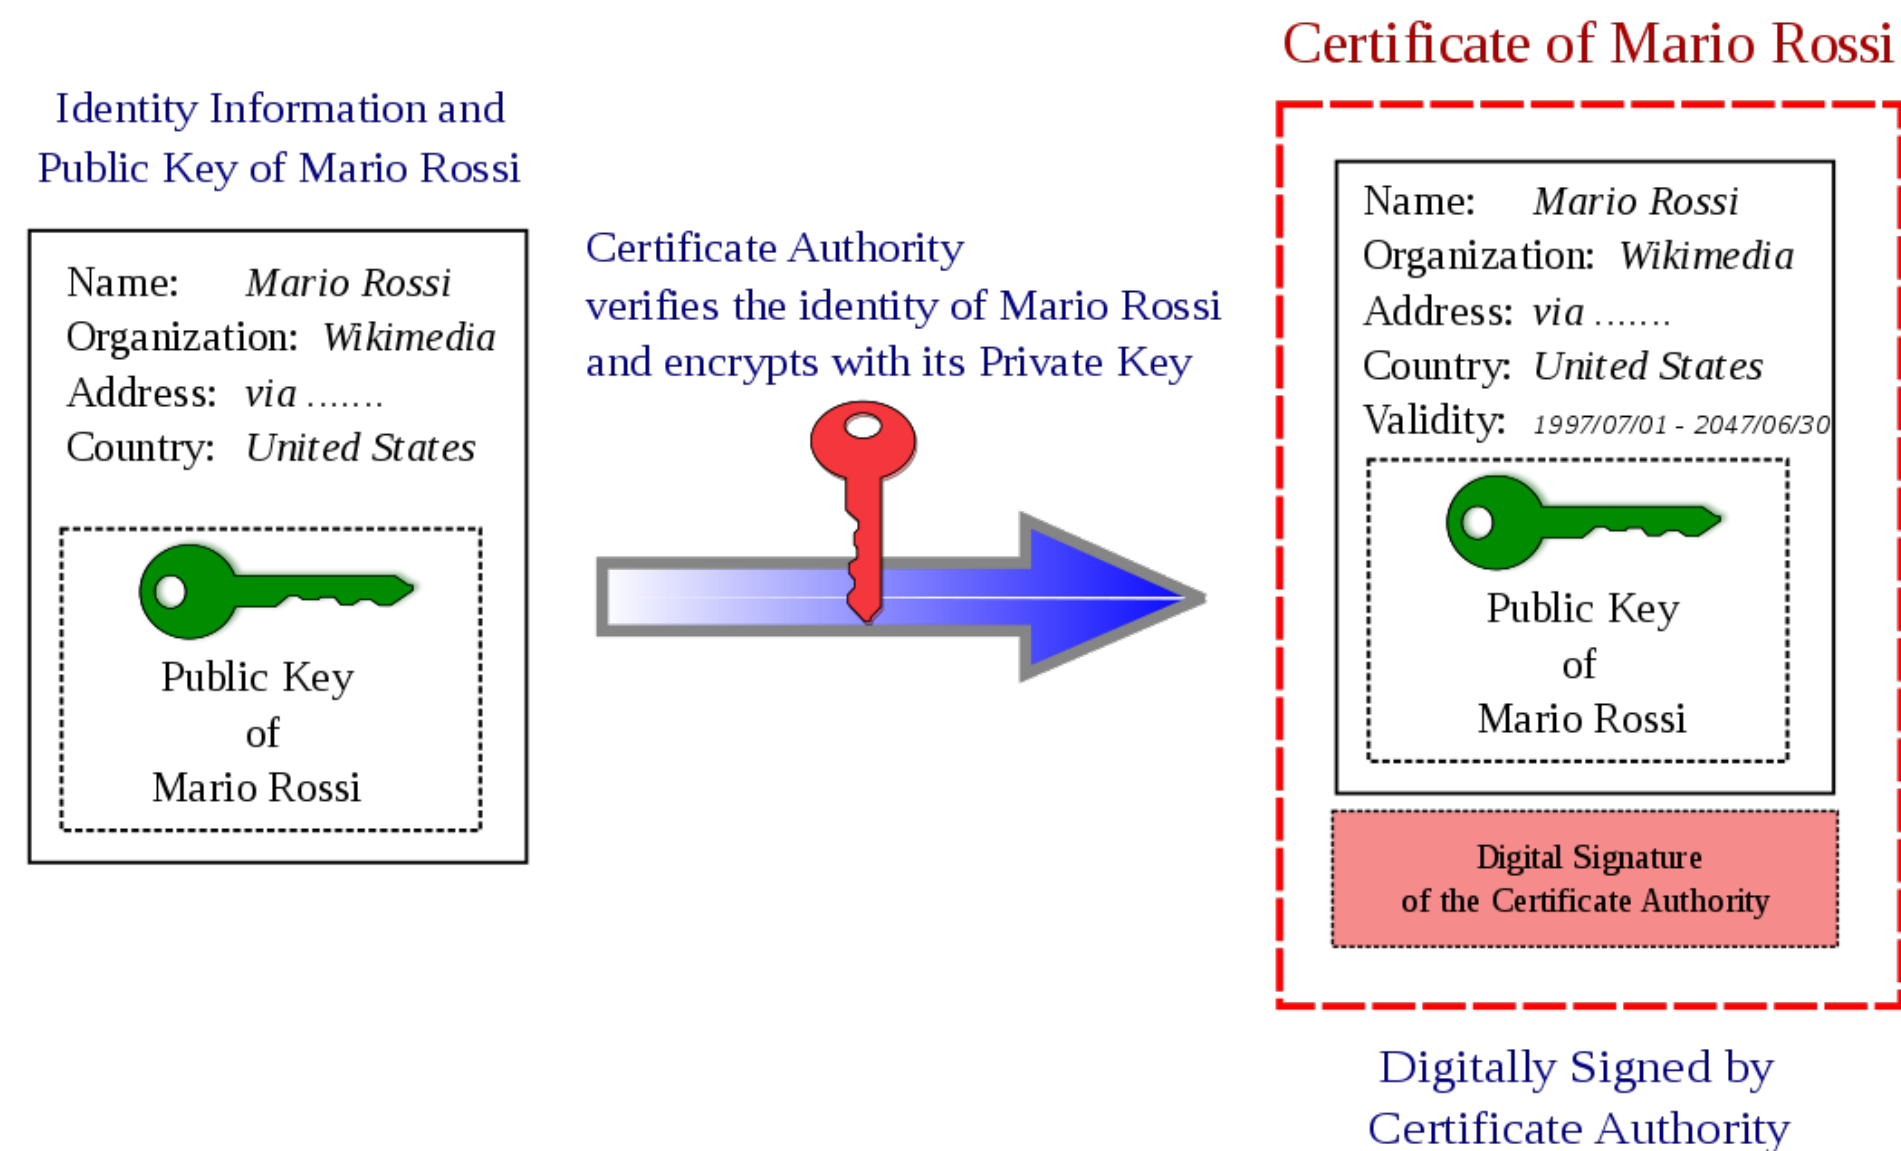 Identity Information and
Public Key of Mario Rossi
Name: Mario Rossi
Organization: Wikimedia
Address: via .......
Country: United States
Public Key
of
Mario Rossi
Certificate Authority
verifies the identity of Mario Rossi
and encrypts with its Private Key
Certificate of Mario Rossi
Name: Mario Rossi
Organization: Wikimedia
Address: via .......
Country: United States
Validity: 1997/07/01 - 2047/06/30
Public Key
of
Mario Rossi
Digital Signature
of the Certificate Authority
Digitally Signed by
Certificate Authority